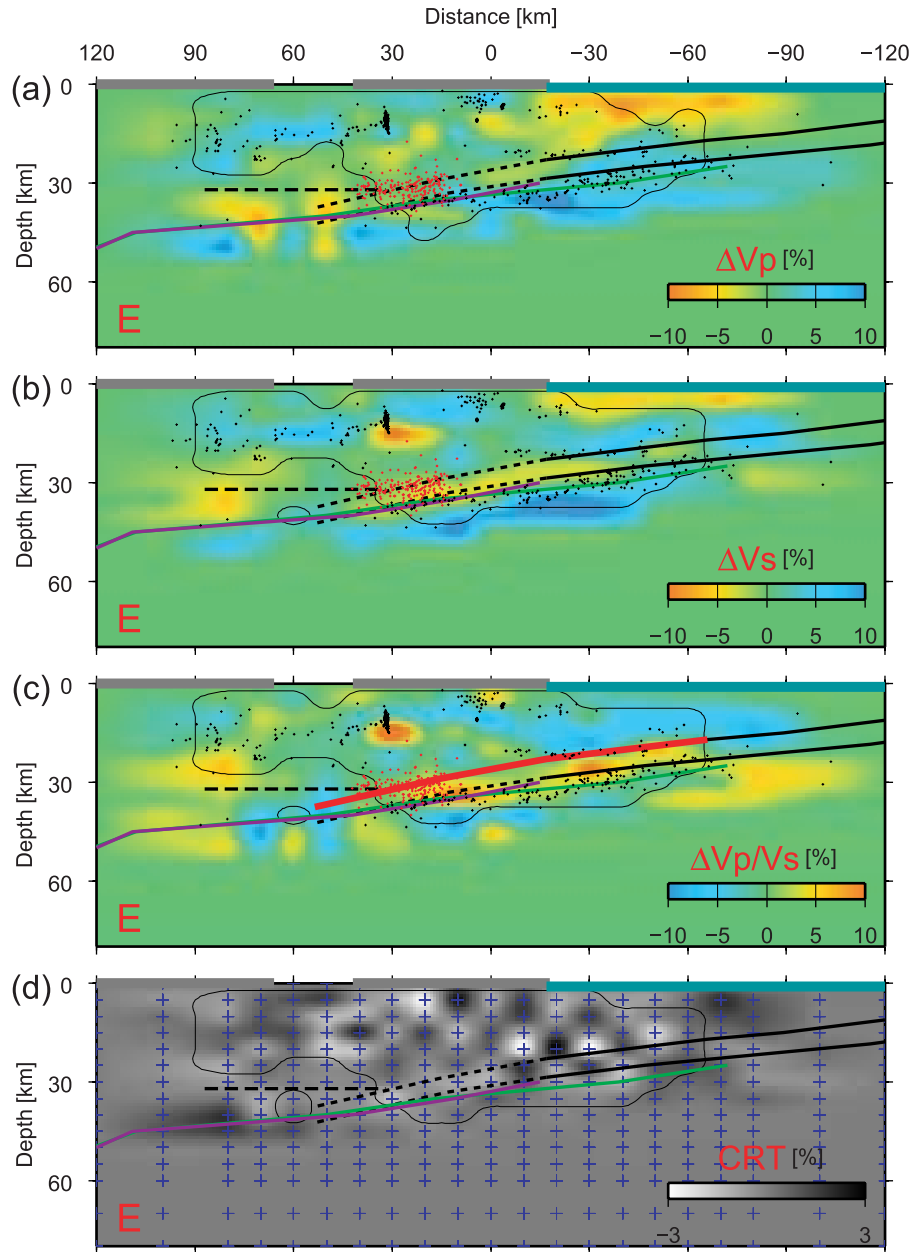 Distance [km]
120 90 60 30 0 −30 −60 −90 −120
(a)
0
30
60
Depth [km]
ΔVp [%]
−10 −5 0 5 10
E
(b)
0
30
60
Depth [km]
ΔVs [%]
−10 −5 0 5 10
E
(c)
0
30
60
Depth [km]
ΔVp/Vs [%]
−10 −5 0 5 10
E
(d)
0
30
60
Depth [km]
CRT [%]
−3 3
E